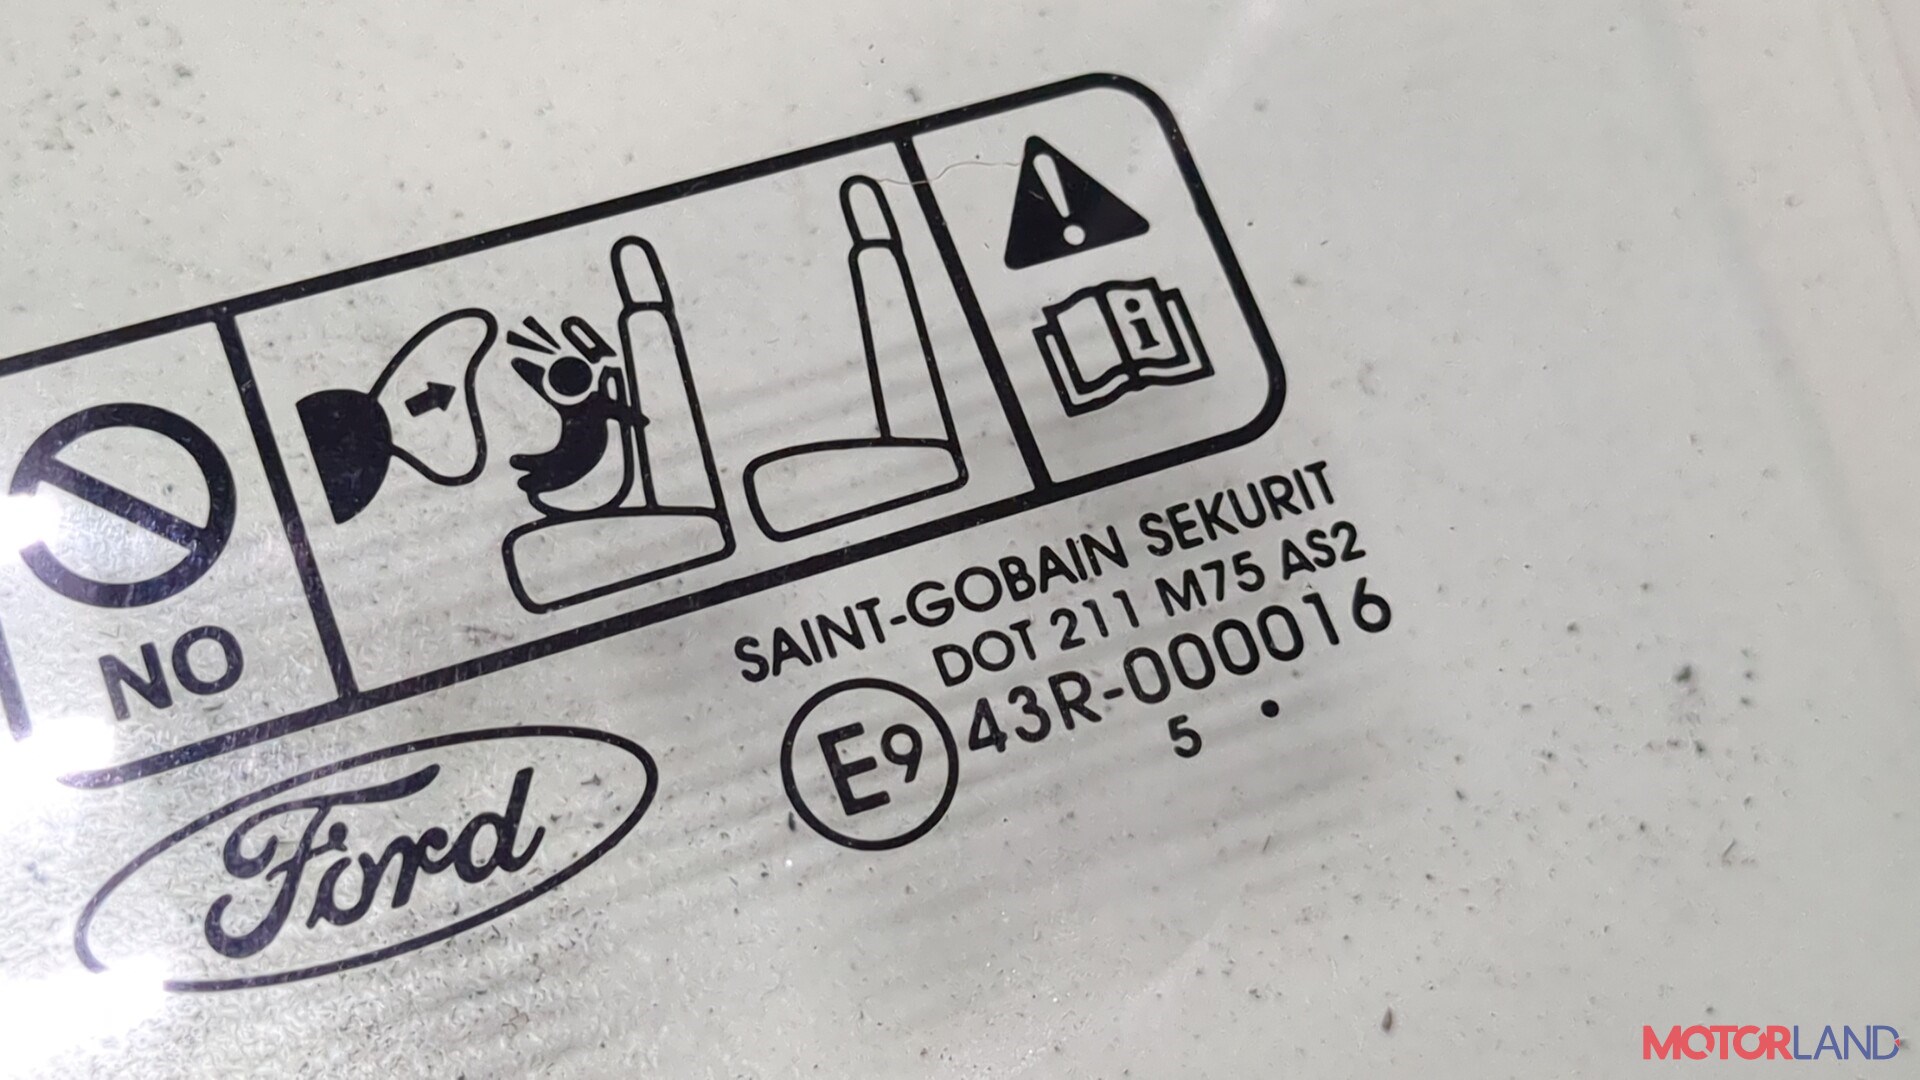 NO
SAINT-GOBAIN SEKURIT
DOT 211 M75 AS2
E9 43R-000016
5 •
Ford
i
MOTORLAND